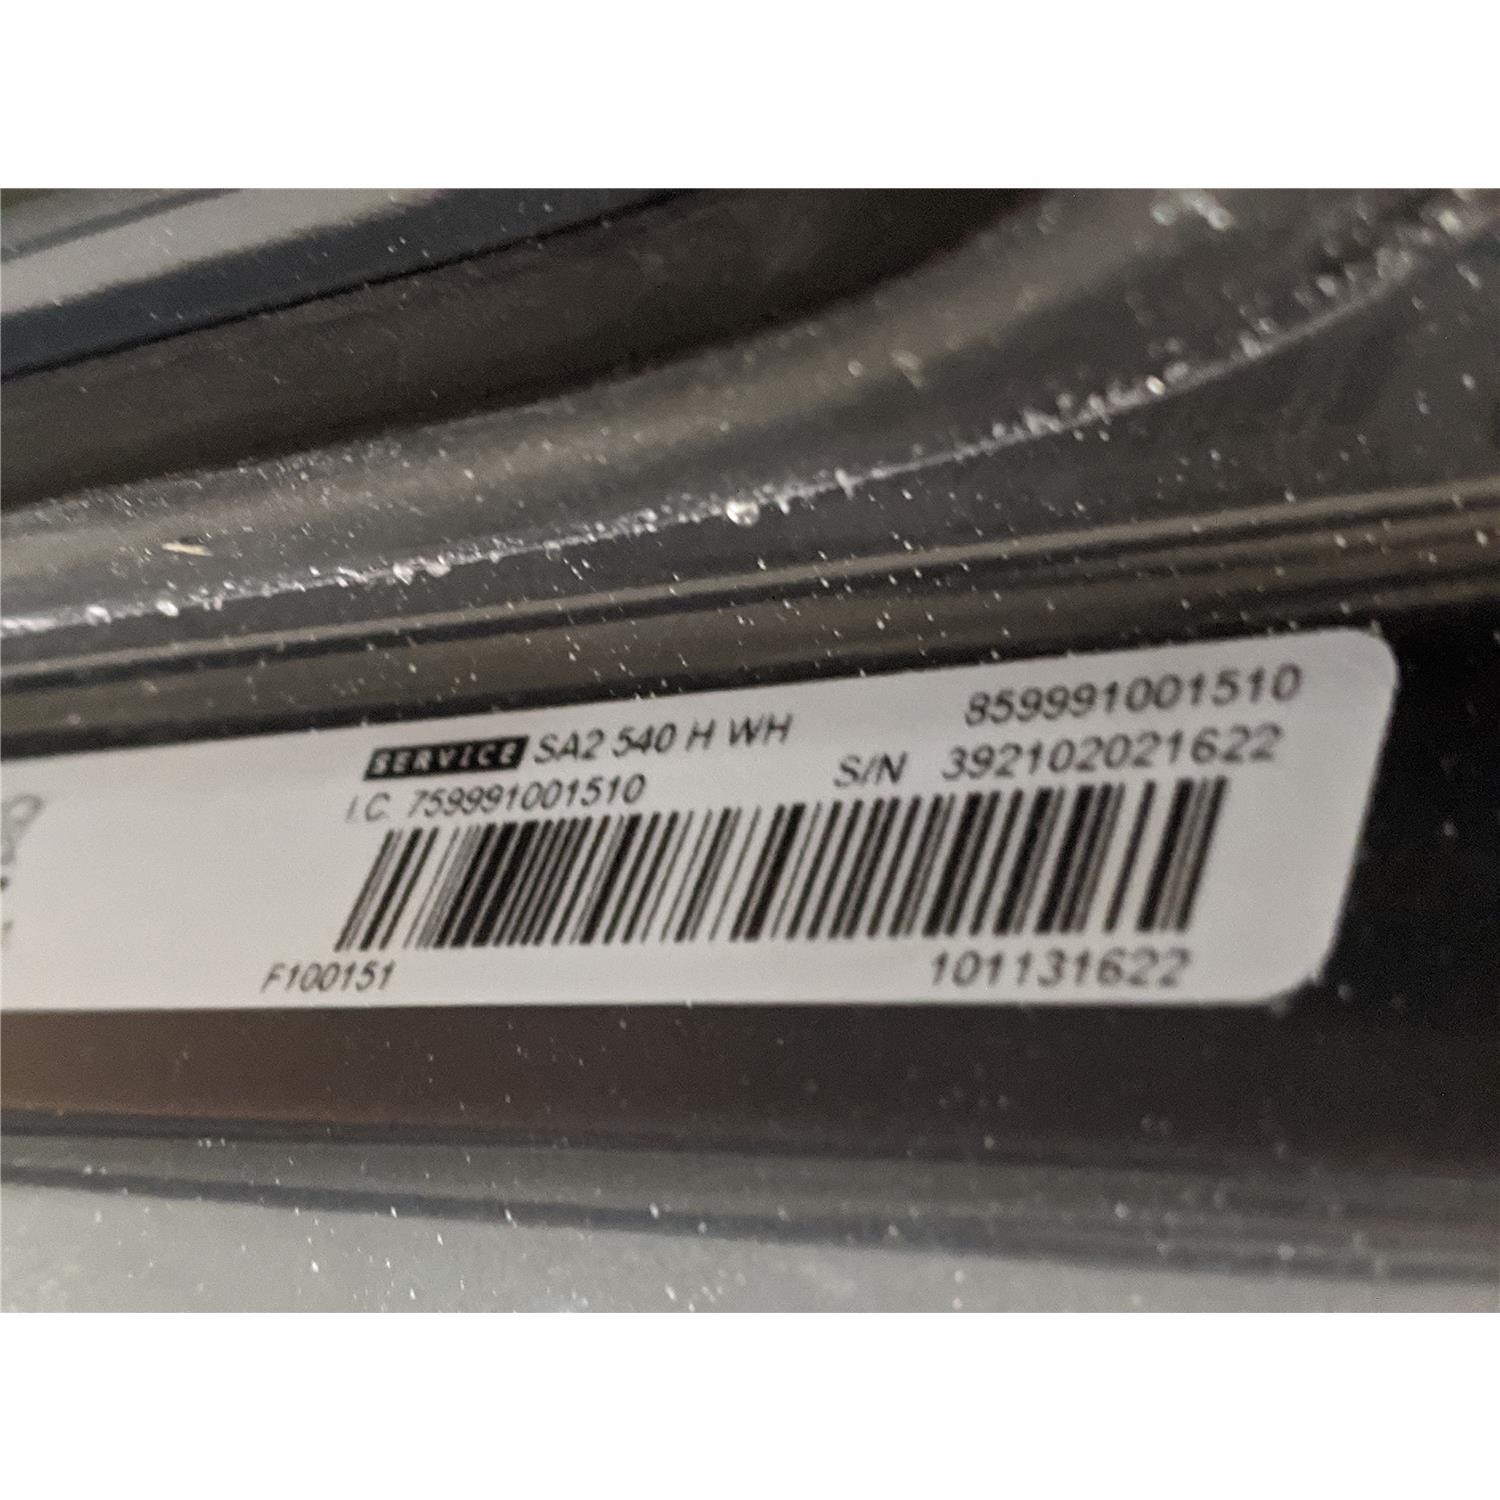 SERVICE SA2 540 H WH 859991001510
I.C. 759991001510 S/N 392102021622
F100151 101131622